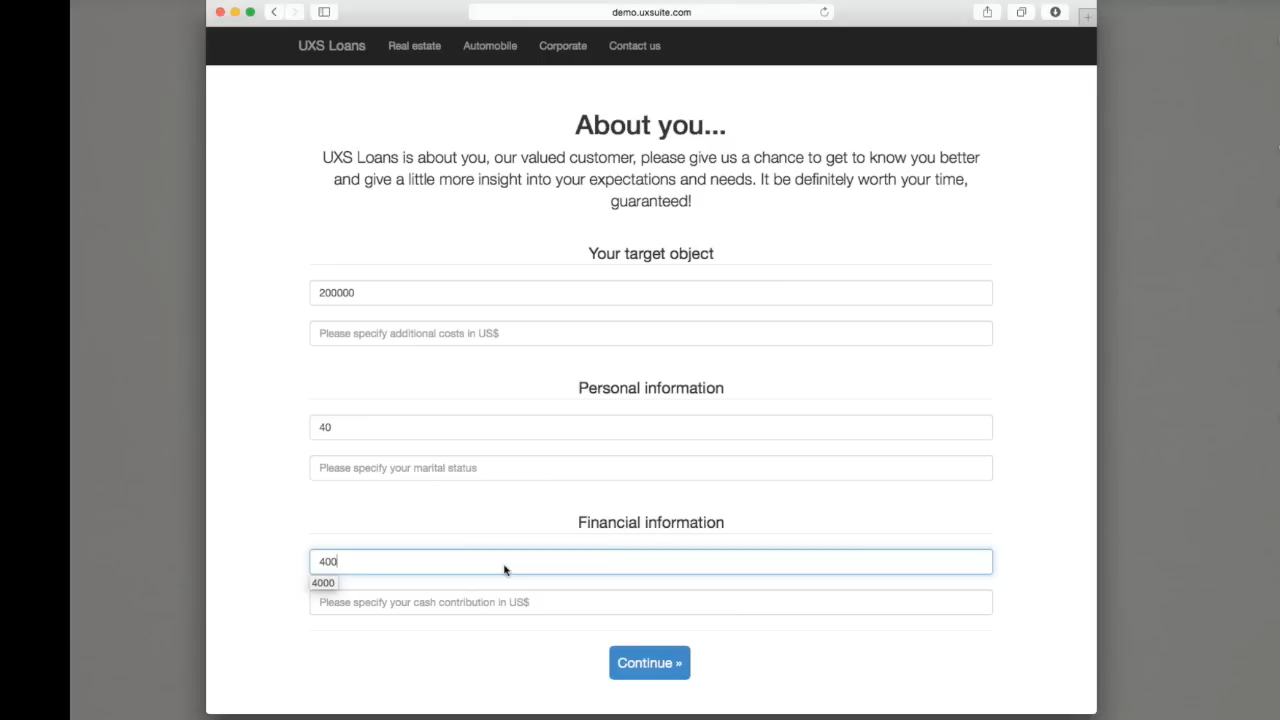 demo.uxsuite.com
UXS Loans Real estate Automobile Corporate Contact us
About you...
UXS Loans is about you, our valued customer, please give us a chance to get to know you better
and give a little more insight into your expectations and needs. It be definitely worth your time,
guaranteed!
Your target object
200000
Please specify additional costs in US$
Personal information
40
Please specify your marital status
Financial information
400
4000
Please specify your cash contribution in US$
Continue »